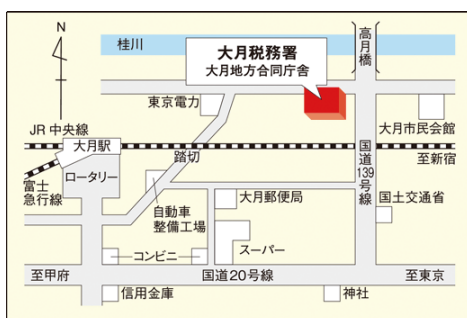 N
桂川
高月橋
大月税務署
大月地方合同庁舎
東京電力
大月市民会館
JR中央線
大月駅
踏切
至新宿
富士
急行線
ロータリー
国道139号線
自動車
整備工場
大月郵便局
国土交通省
スーパー
コンビニ
至甲府
国道20号線
至東京
信用金庫
神社